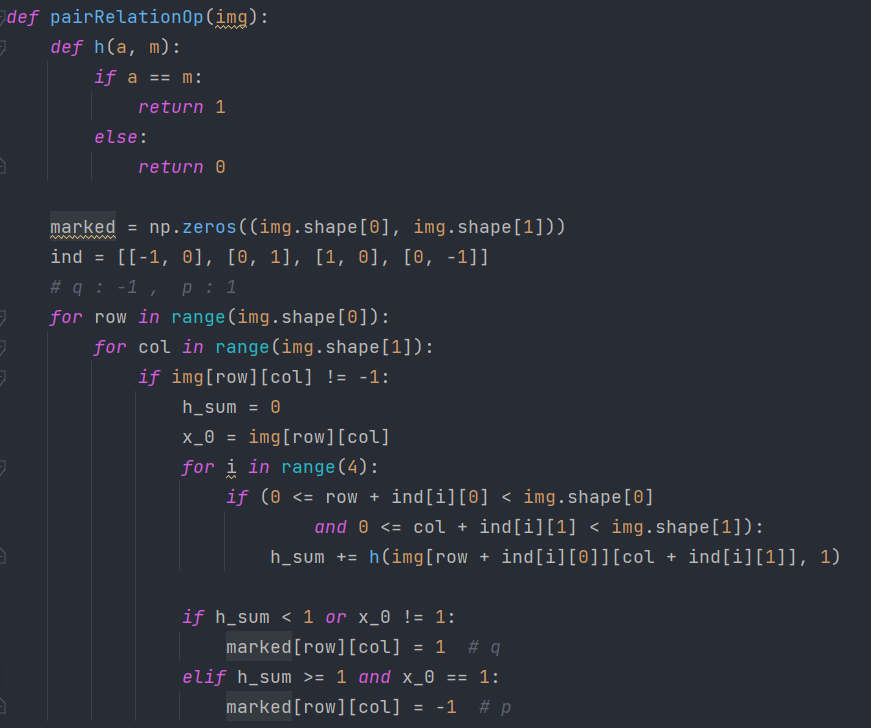 def pairRelationOp(img):
    def h(a, m):
        if a == m:
            return 1
        else:
            return 0

    marked = np.zeros((img.shape[0], img.shape[1]))
    ind = [[-1, 0], [0, 1], [1, 0], [0, -1]]
    # q : -1 ,  p : 1
    for row in range(img.shape[0]):
        for col in range(img.shape[1]):
            if img[row][col] != -1:
                h_sum = 0
                x_0 = img[row][col]
                for i in range(4):
                    if (0 <= row + ind[i][0] < img.shape[0]
                            and 0 <= col + ind[i][1] < img.shape[1]):
                        h_sum += h(img[row + ind[i][0]][col + ind[i][1]], 1)

                if h_sum < 1 or x_0 != 1:
                    marked[row][col] = 1  # q
                elif h_sum >= 1 and x_0 == 1:
                    marked[row][col] = -1  # p